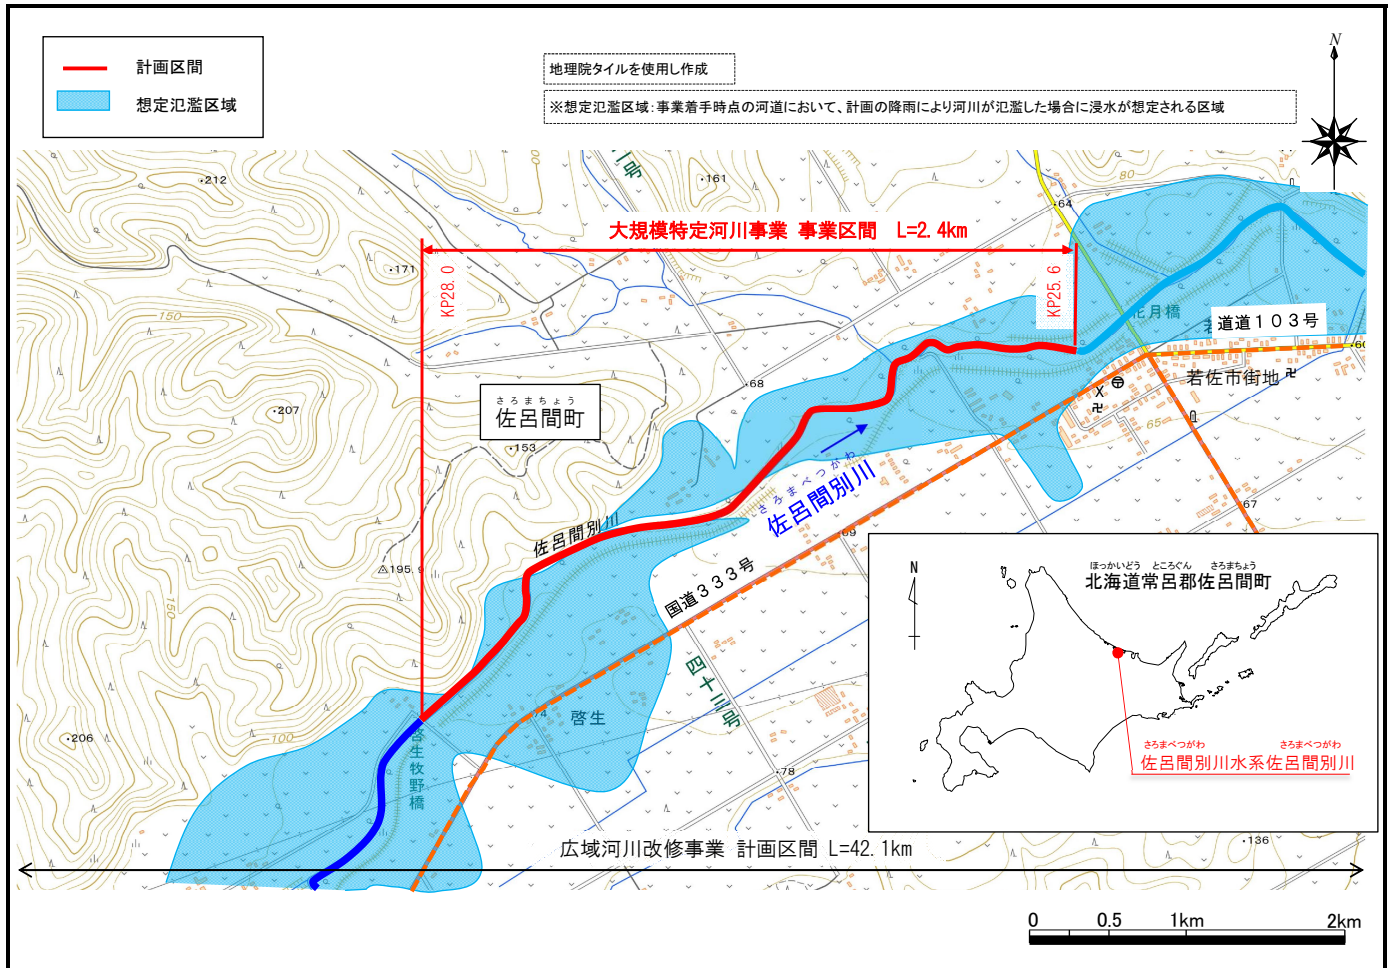 計画区間
想定氾濫区域
地理院タイルを使用し作成
※想定氾濫区域:事業着手時点の河道において、計画の降雨により河川が氾濫した場合に浸水が想定される区域
N
・212
・161
・64
80
大規模特定河川事業 事業区間 L=2.4km
KP28.0
KP25.6
・171
150
花月橋
道道103号
・60
・207
・68
さろまちょう
佐呂間町
・153
若佐市街地
65
さろまべつがわ
佐呂間別川
佐呂間別川
・67
・69
195.9
150
国道333号
四十三号
74
啓生
啓生牧野橋
・206
100
・78
・136
N
ほっかいどう ところぐん さろまちょう
北海道常呂郡佐呂間町
さろまべつがわ さろまべつがわ
佐呂間別川水系佐呂間別川
広域河川改修事業 計画区間 L=42.1km
0 0.5 1km 2km